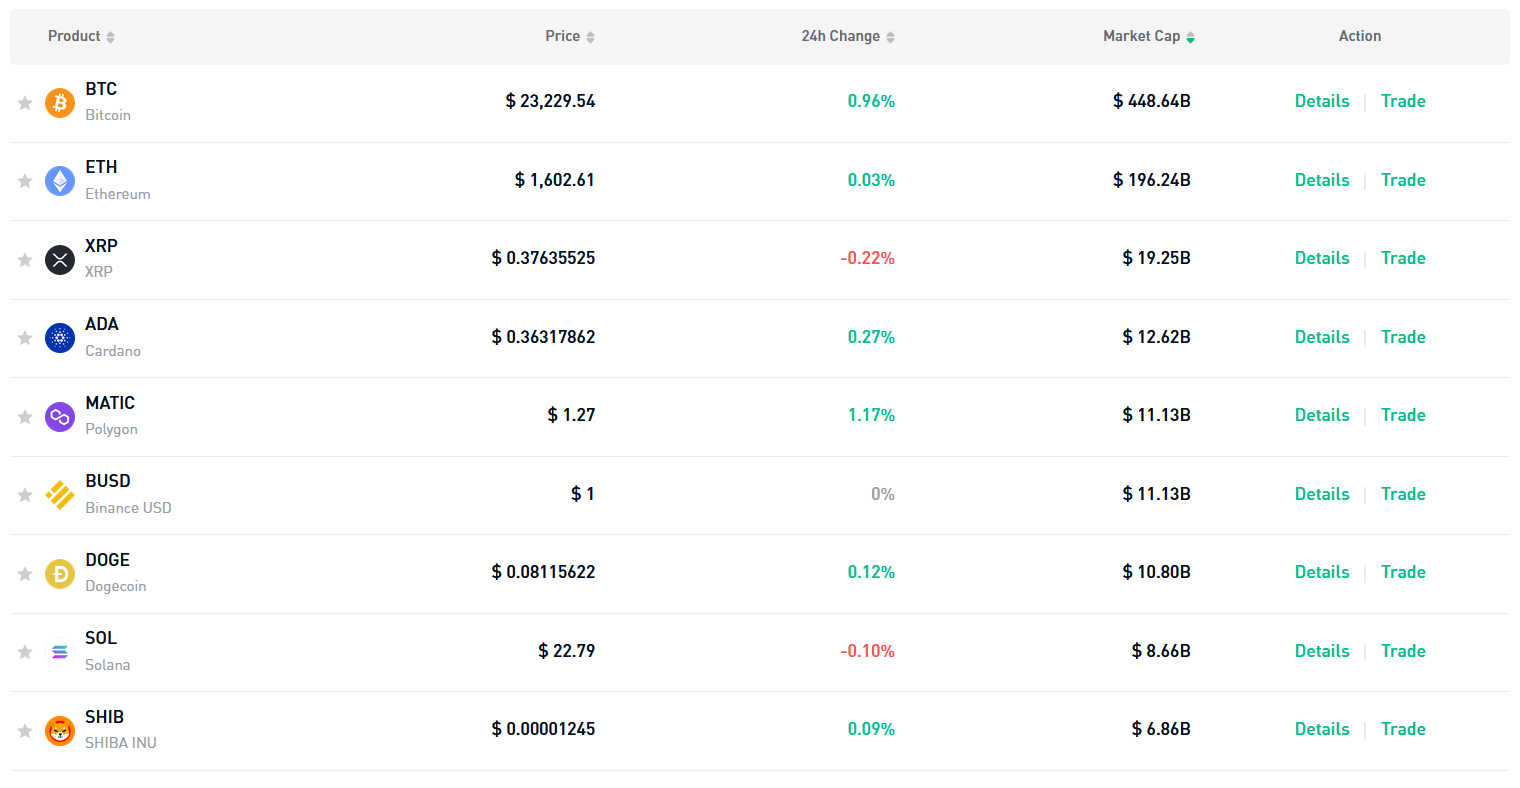 Product Price 24h Change Market Cap Action
BTC
Bitcoin
$ 23,229.54 0.96% $ 448.64B Details Trade
ETH
Ethereum
$ 1,602.61 0.03% $ 196.24B Details Trade
XRP
XRP
$ 0.37635525 -0.22% $ 19.25B Details Trade
ADA
Cardano
$ 0.36317862 0.27% $ 12.62B Details Trade
MATIC
Polygon
$ 1.27 1.17% $ 11.13B Details Trade
BUSD
Binance USD
$ 1 0% $ 11.13B Details Trade
DOGE
Dogecoin
$ 0.08115622 0.12% $ 10.80B Details Trade
SOL
Solana
$ 22.79 -0.10% $ 8.66B Details Trade
SHIB
SHIBA INU
$ 0.00001245 0.09% $ 6.86B Details Trade